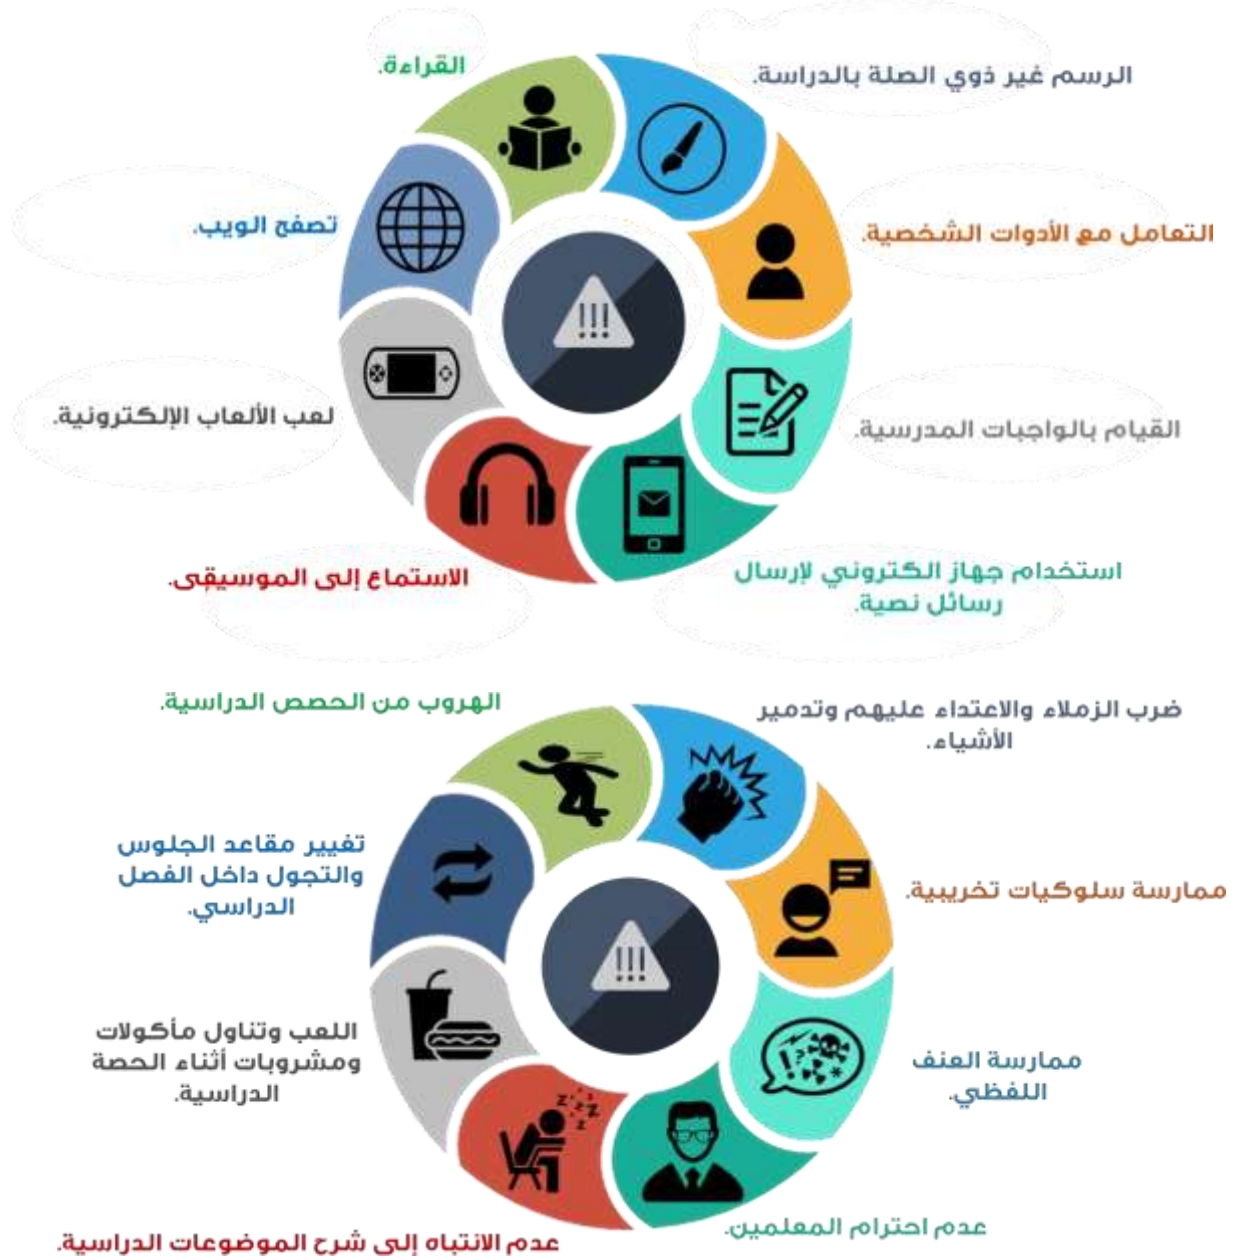 الرسم غير ذوي الصلة بالدراسة.
القراءة.
التعامل مع الأدوات الشخصية.
تصفح الويب.
القيام بالواجبات المدرسية.
لعب الألعاب الإلكترونية.
استخدام جهاز الكتروني لإرسال
رسائل نصية.
الاستماع إلى الموسيقى.
ضرب الزملاء والاعتداء عليهم وتدمير
الأشياء.
الهروب من الحصص الدراسية.
ممارسة سلوكيات تخريبية.
تغيير مقاعد الجلوس
والتجول داخل الفصل
الدراسي.
ممارسة العنف
اللفظي.
اللعب وتناول مأكولات
ومشروبات أثناء الحصة
الدراسية.
عدم احترام المعلمين.
عدم الانتباه إلى شرح الموضوعات الدراسية.